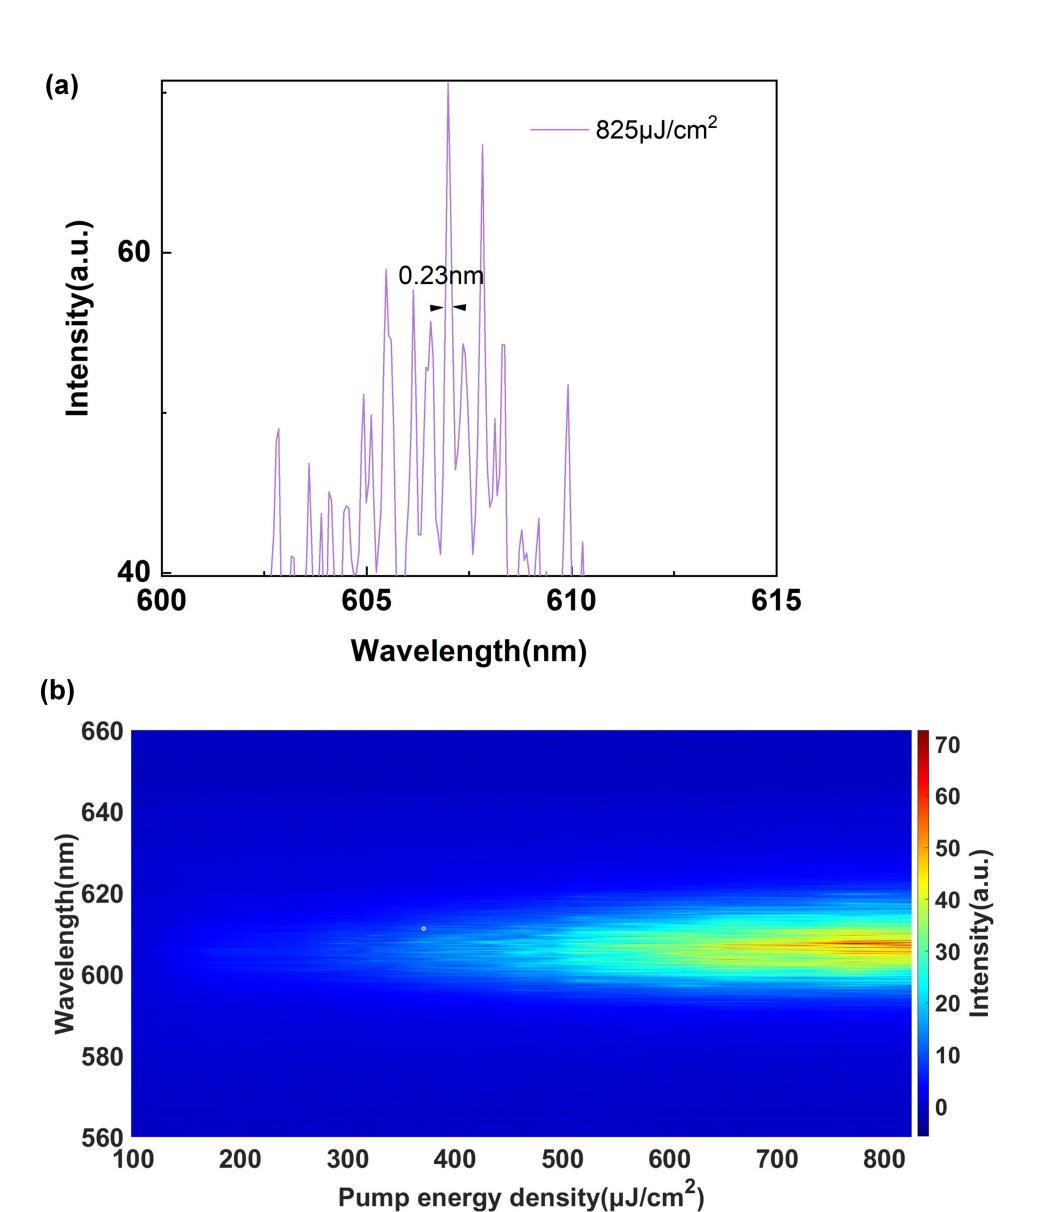 (a)
825μJ/cm²
0.23nm
60
40
Intensity(a.u.)
600 605 610 615
Wavelength(nm)
(b)
660
640
620
600
580
560
Wavelength(nm)
70
60
50
40
30
20
10
0
Intensity(a.u.)
100 200 300 400 500 600 700 800
Pump energy density(μJ/cm²)